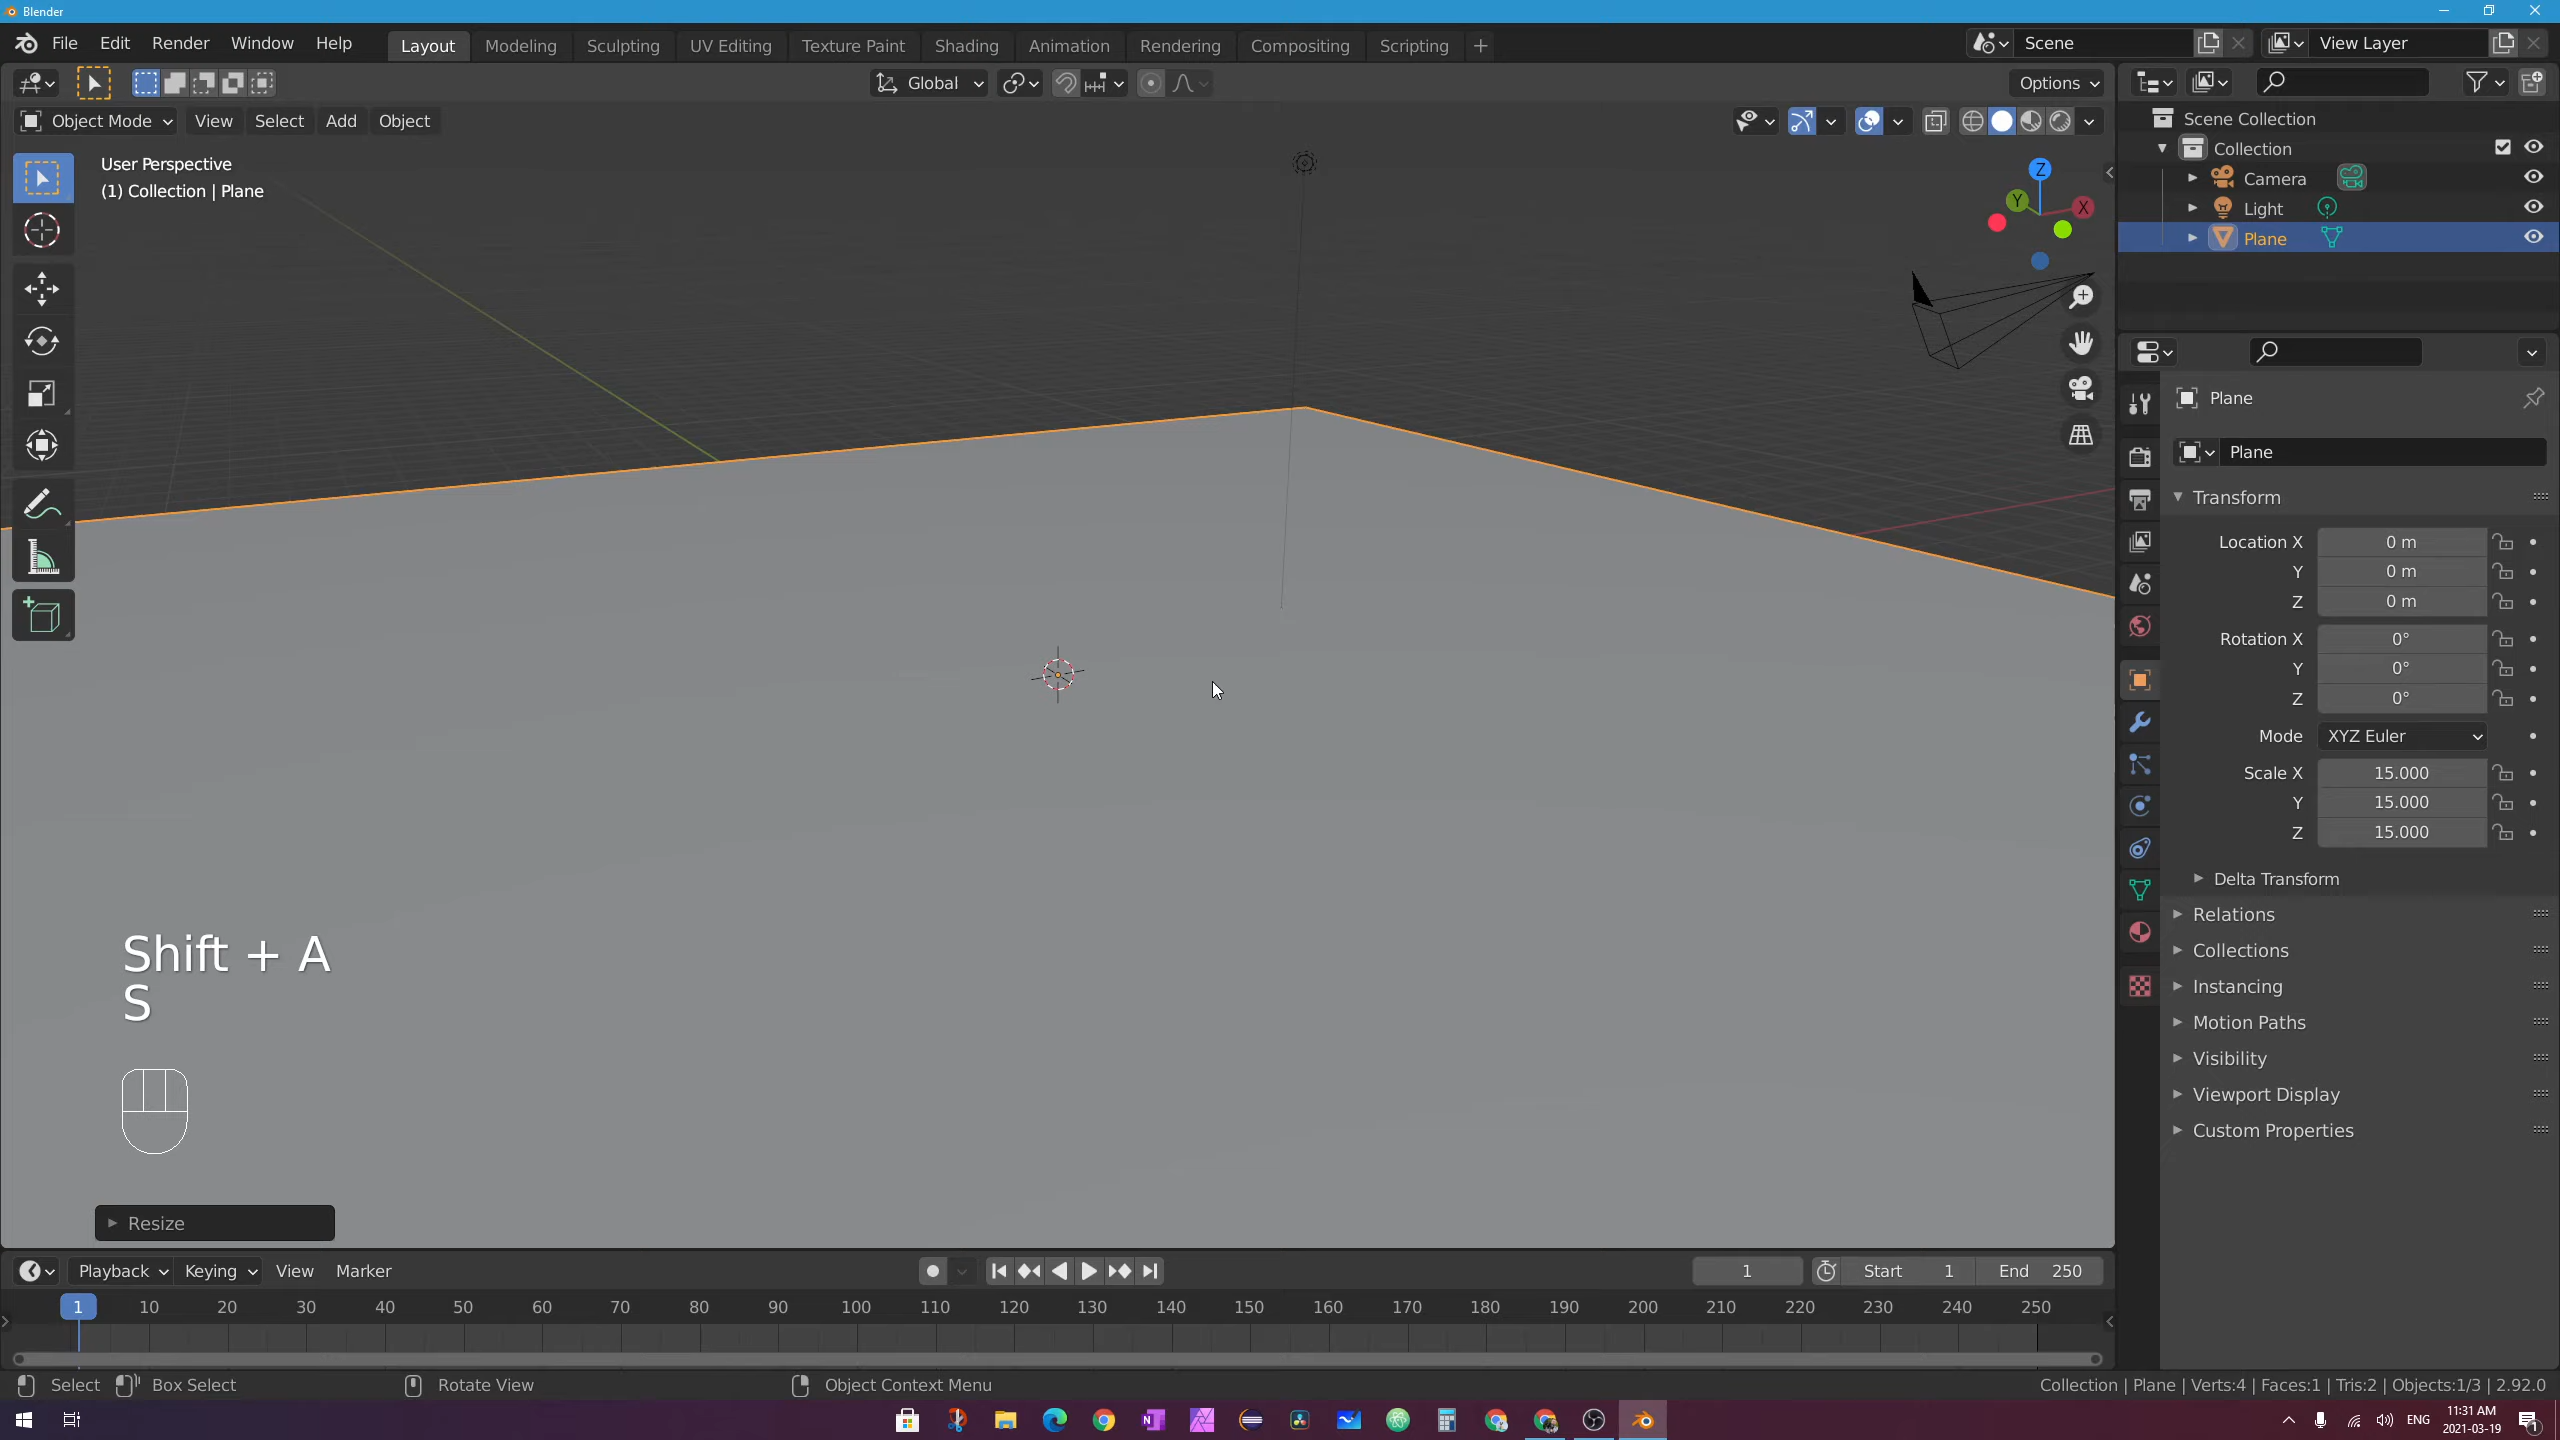 Blender
File Edit Render Window Help
Layout Modeling Sculpting UV Editing Texture Paint Shading Animation Rendering Compositing Scripting +
Scene
View Layer
Global
Options
Object Mode View Select Add Object
User Perspective
(1) Collection | Plane
Z
Y
X
Scene Collection
Collection
Camera
Light
Plane
Plane
Plane
Transform
Location X 0 m
Y 0 m
Z 0 m
Rotation X 0°
Y 0°
Z 0°
Mode XYZ Euler
Scale X 15.000
Y 15.000
Z 15.000
Delta Transform
Relations
Collections
Instancing
Motion Paths
Visibility
Viewport Display
Custom Properties
Shift + A
S
Resize
Playback Keying View Marker
1 Start 1 End 250
1 10 20 30 40 50 60 70 80 90 100 110 120 130 140 150 160 170 180 190 200 210 220 230 240 250
Select Box Select Rotate View Object Context Menu
Collection | Plane | Verts:4 | Faces:1 | Tris:2 | Objects:1/3 | 2.92.0
ENG
11:31 AM
2021-03-19
1